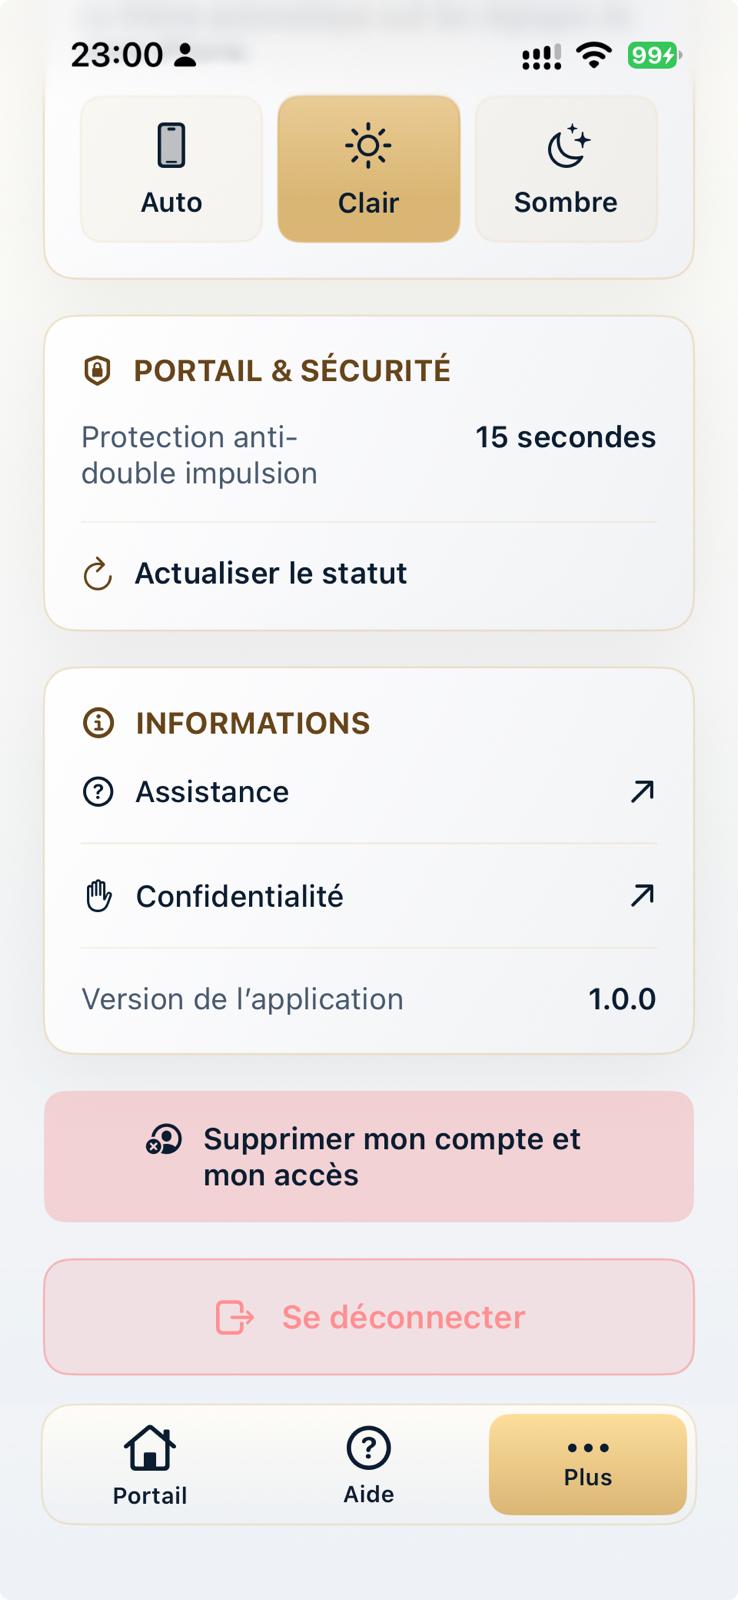 23:00
99
Auto
Clair
Sombre
PORTAIL & SÉCURITÉ
Protection anti-
double impulsion
15 secondes
Actualiser le statut
INFORMATIONS
Assistance
Confidentialité
Version de l’application
1.0.0
Supprimer mon compte et
mon accès
Se déconnecter
Portail
Aide
Plus